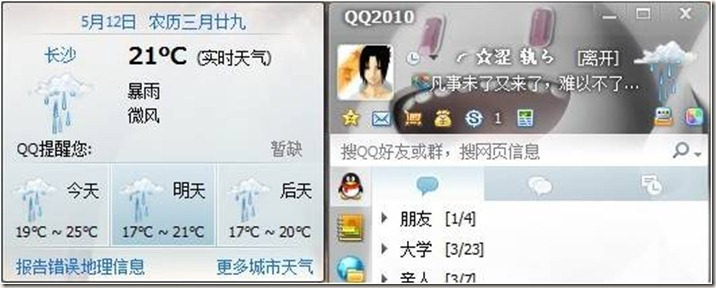 5月12日 农历三月廿九
长沙
21℃ (实时天气)
暴雨
微风
QQ提醒您:
暂缺
今天
明天
后天
19℃ ~ 25℃
17℃ ~ 21℃
17℃ ~ 20℃
报告错误地理信息
更多城市天气
QQ2010
☆涩 [离开]
凡事未了又来了，难以不了...
1
搜QQ好友或群，搜网页信息
朋友 [1/4]
大学 [3/23]
亲人 [3/7]